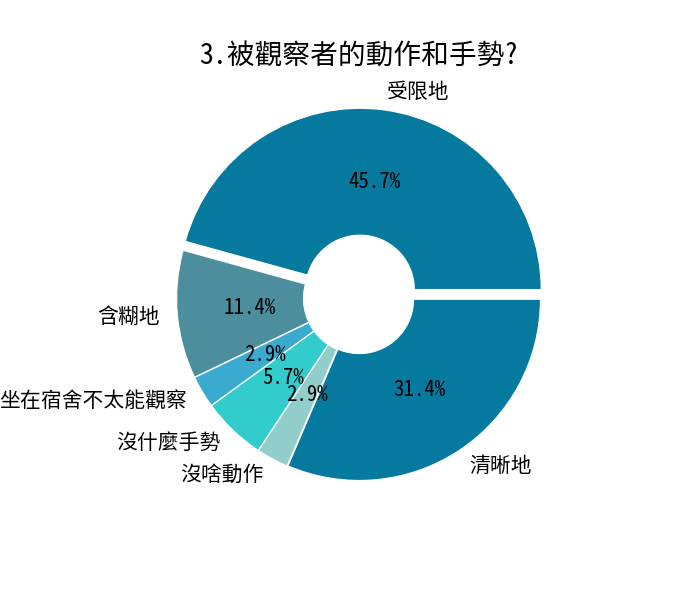 3.被觀察者的動作和手勢?
受限地
45.7%
含糊地
11.4%
坐在宿舍不太能觀察
2.9%
沒什麼手勢
5.7%
沒啥動作
2.9%
清晰地
31.4%